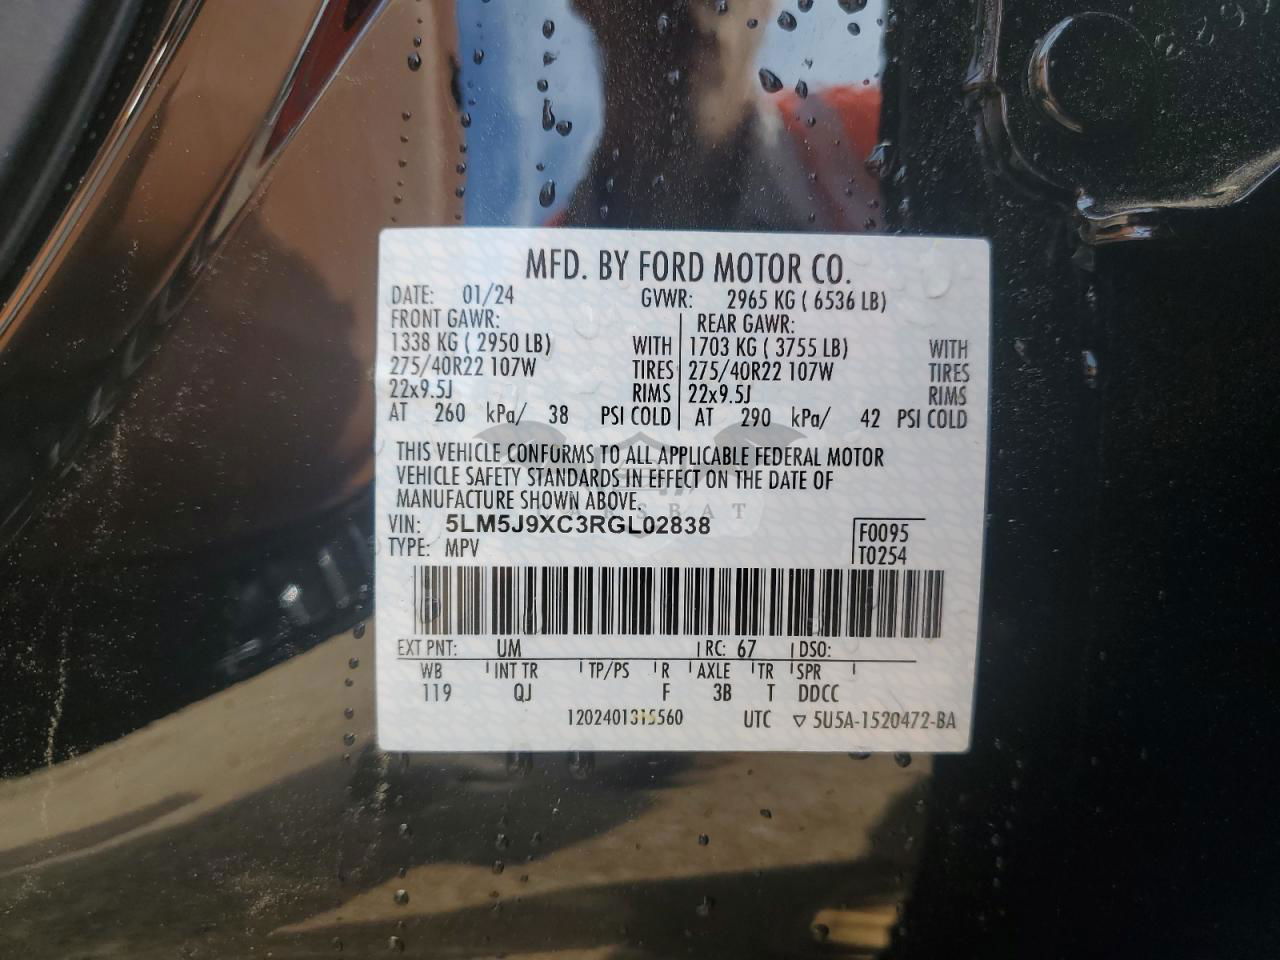 MFD. BY FORD MOTOR CO.
DATE: 01/24 GVWR: 2965 KG ( 6536 LB)
FRONT GAWR: REAR GAWR:
1338 KG ( 2950 LB) WITH 1703 KG ( 3755 LB) WITH
275/40R22 107W TIRES 275/40R22 107W TIRES
22x9.5J RIMS 22x9.5J RIMS
AT 260 kPa/ 38 PSI COLD AT 290 kPa/ 42 PSI COLD
THIS VEHICLE CONFORMS TO ALL APPLICABLE FEDERAL MOTOR
VEHICLE SAFETY STANDARDS IN EFFECT ON THE DATE OF
MANUFACTURE SHOWN ABOVE.
CARSBAT
VIN: 5LM5J9XC3RGL02838 F0095
TYPE: MPV T0254
EXT PNT: UM RC: 67 DSO:
WB INT TR TP/PS R AXLE TR SPR
119 QJ F 3B T DDCC
1202401315560 UTC ▽ 5U5A-1520472-BA